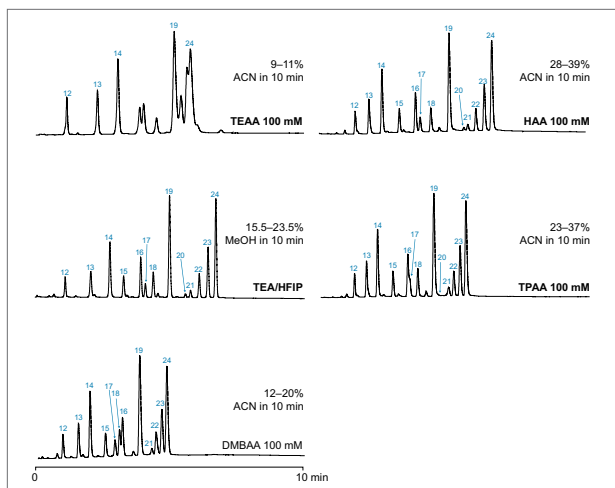 12 13 14 19 24
9–11%
ACN in 10 min
TEAA 100 mM
12 13 14 15 16 17 18 19 20 21 22 23 24
28–39%
ACN in 10 min
HAA 100 mM
12 13 14 15 16 17 18 19 20 21 22 23 24
15.5–23.5%
MeOH in 10 min
TEA/HFIP
12 13 14 15 16 17 18 19 20 21 22 23 24
23–37%
ACN in 10 min
TPAA 100 mM
12 13 14 15 17 18 16 19 21 22 23 24
12–20%
ACN in 10 min
DMBAA 100 mM
0 10 min